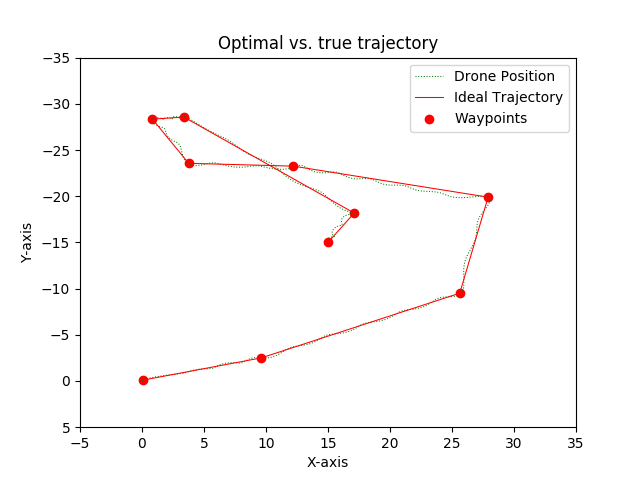 Optimal vs. true trajectory
Drone Position
Ideal Trajectory
Waypoints
Y-axis
−35
−30
−25
−20
−15
−10
−5
0
5
−5 0 5 10 15 20 25 30 35
X-axis